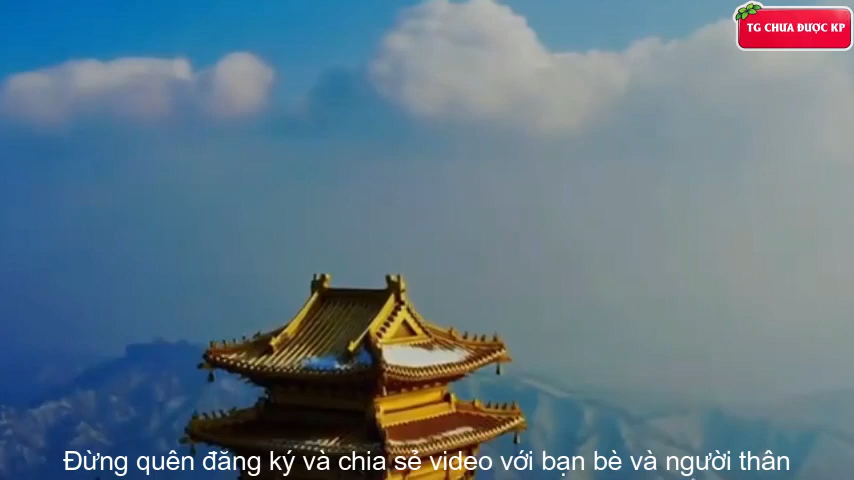 TG CHƯA ĐƯỢC KP
Đừng quên đăng ký và chia sẻ video với bạn bè và người thân